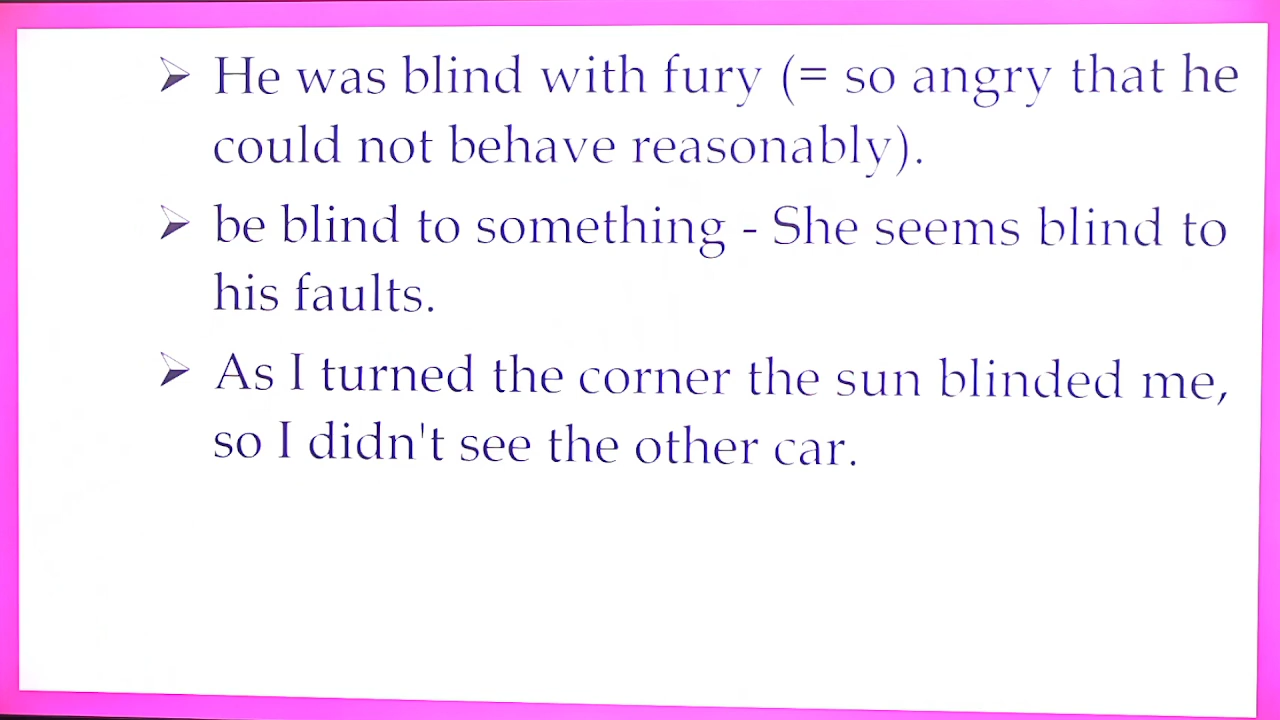 ➢ He was blind with fury (= so angry that he
could not behave reasonably).
➢ be blind to something - She seems blind to
his faults.
➢ As I turned the corner the sun blinded me,
so I didn't see the other car.